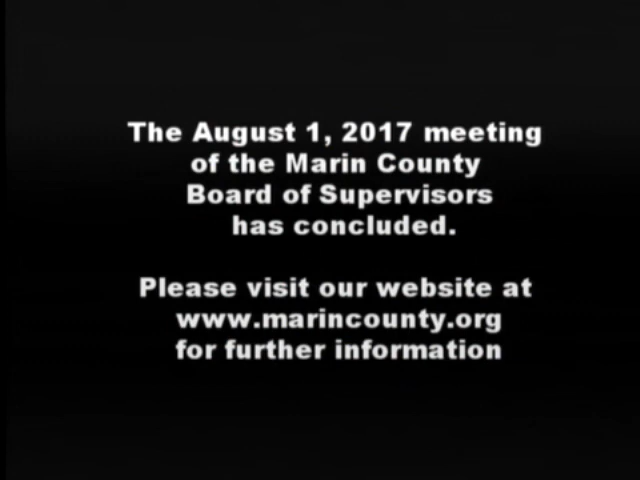 The August 1, 2017 meeting
of the Marin County
Board of Supervisors
has concluded.
Please visit our website at
www.marincounty.org
for further information